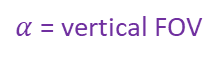 𝛼 = vertical FOV